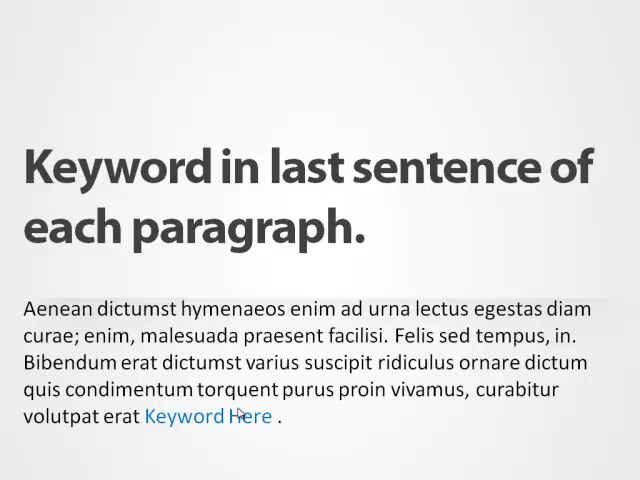 Keyword in last sentence of
each paragraph.
Aenean dictumst hymenaeos enim ad urna lectus egestas diam
curae; enim, malesuada praesent facilisi. Felis sed tempus, in.
Bibendum erat dictumst varius suscipit ridiculus ornare dictum
quis condimentum torquent purus proin vivamus, curabitur
volutpat erat Keyword Here .